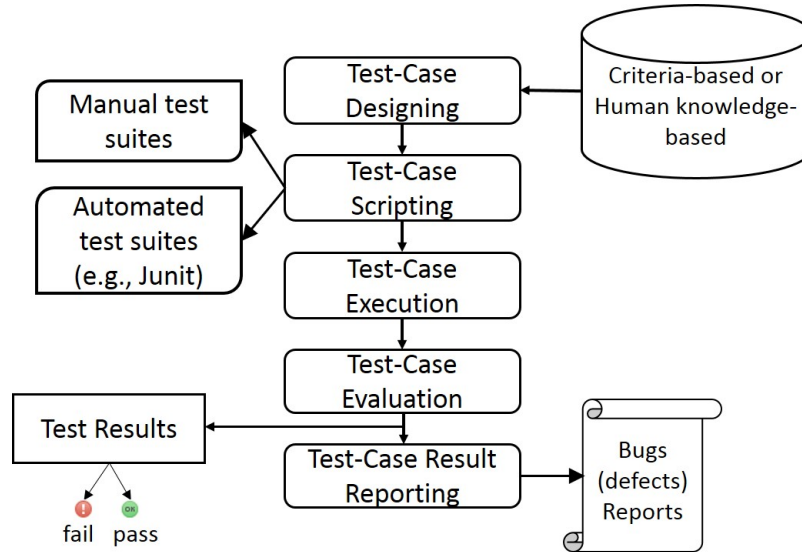 Test-Case
Designing
Criteria-based or
Human knowledge-
based
Manual test
suites
Test-Case
Scripting
Automated
test suites
(e.g., Junit)
Test-Case
Execution
Test-Case
Evaluation
Test Results
Test-Case Result
Reporting
Bugs
(defects)
Reports
!
OK
fail
pass